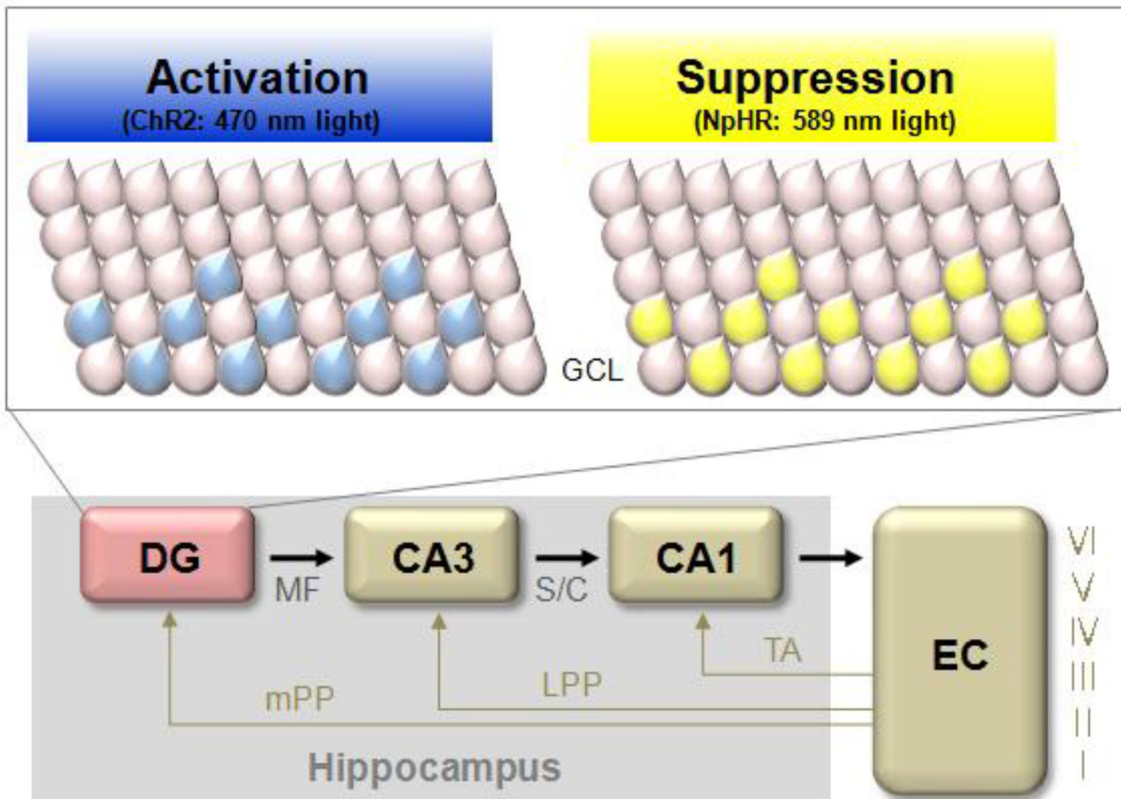 Activation
(ChR2: 470 nm light)
Suppression
(NpHR: 589 nm light)
GCL
DG
MF
CA3
S/C
CA1
EC
VI
V
IV
III
II
I
TA
LPP
mPP
Hippocampus